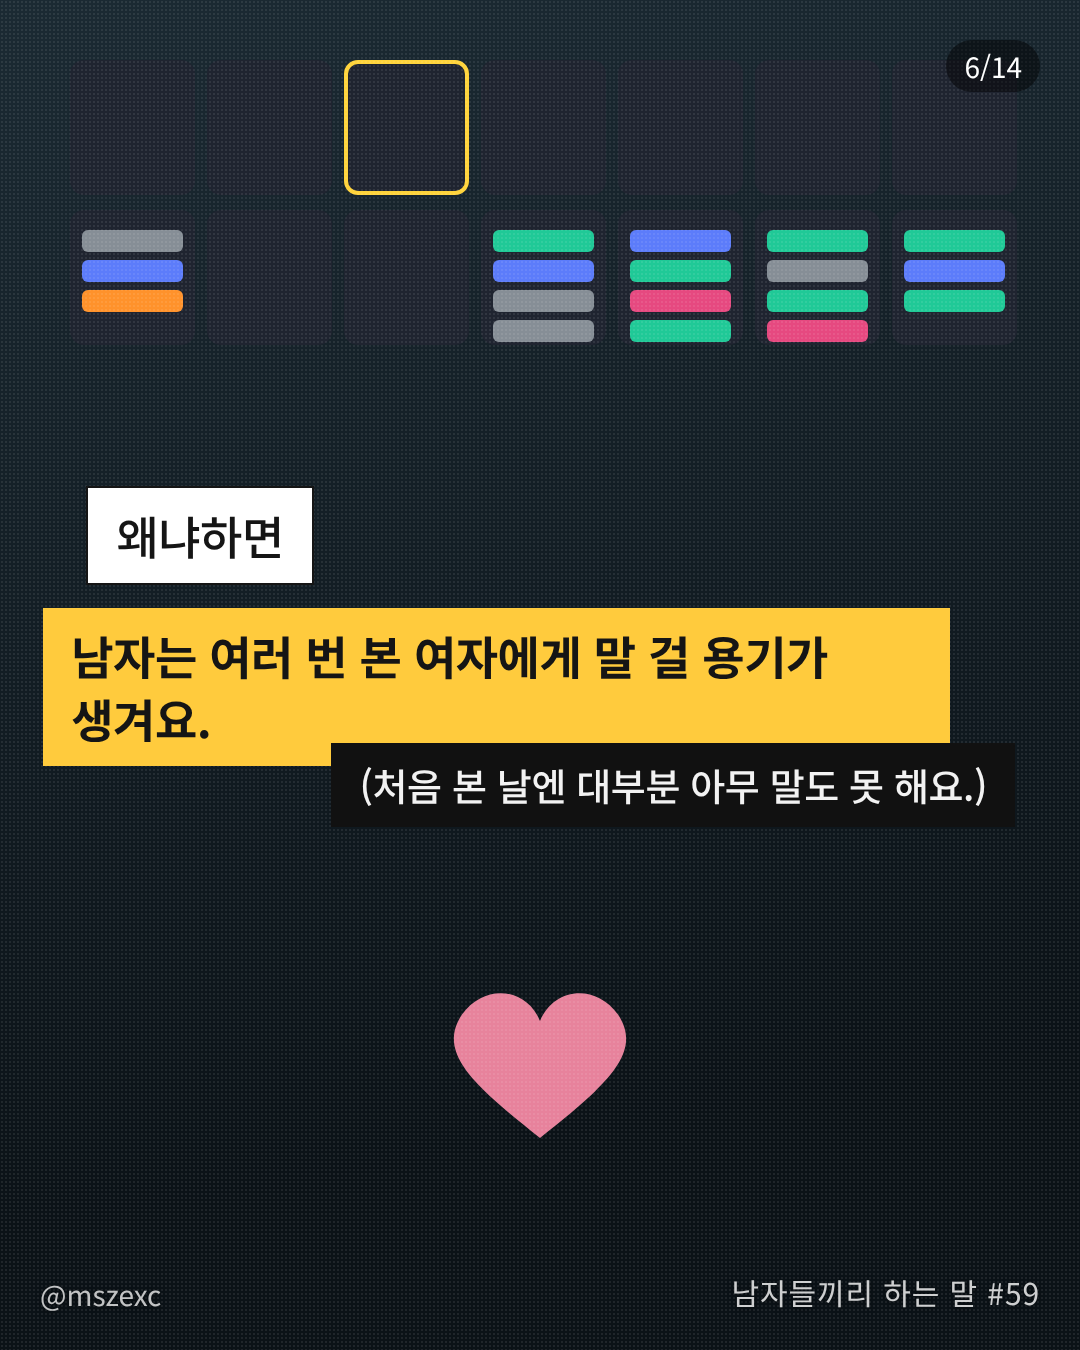 6/14
왜냐하면
남자는 여러 번 본 여자에게 말 걸 용기가
생겨요.
(처음 본 날엔 대부분 아무 말도 못 해요.)
@mszexc
남자들끼리 하는 말 #59